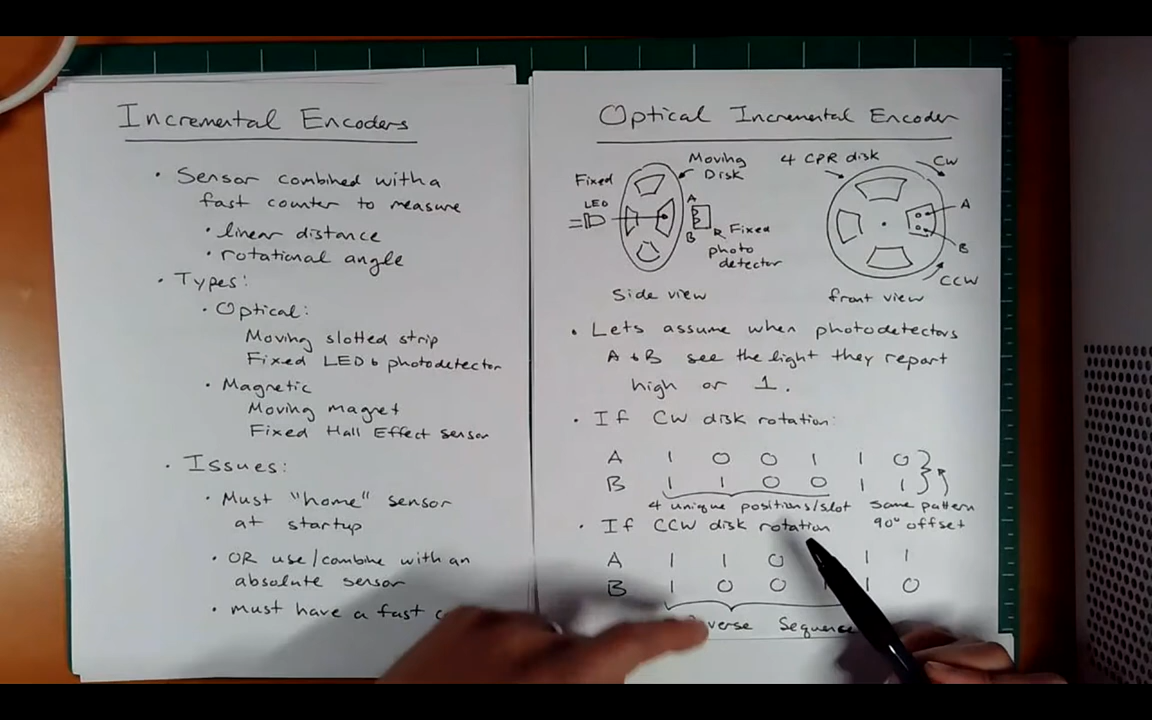 Incremental Encoders
• Sensor combined with a
fast counter to measure
• linear distance
• rotational angle
• Types:
• Optical:
Moving slotted strip
Fixed LED & photodetector
• Magnetic
Moving magnet
Fixed Hall Effect sensor
• Issues:
• Must "home" sensor
at startup
• OR use/combine with an
absolute sensor
• must have a fast
Optical Incremental Encoder
Fixed
LED
Moving
Disk
A
B
Fixed
photo
detector
Side view
4 CPR disk
CW
A
B
CCW
front view
• Lets assume when photodetectors
A & B see the light they report
high or 1.
• If CW disk rotation:
A 1 0 0 1 1 0
B 1 1 0 0 1 1
4 unique positions/slot same pattern
90° offset
• If CCW disk rotation
A 1 1 0 1 1
B 1 0 0 1 1 0
Sequence